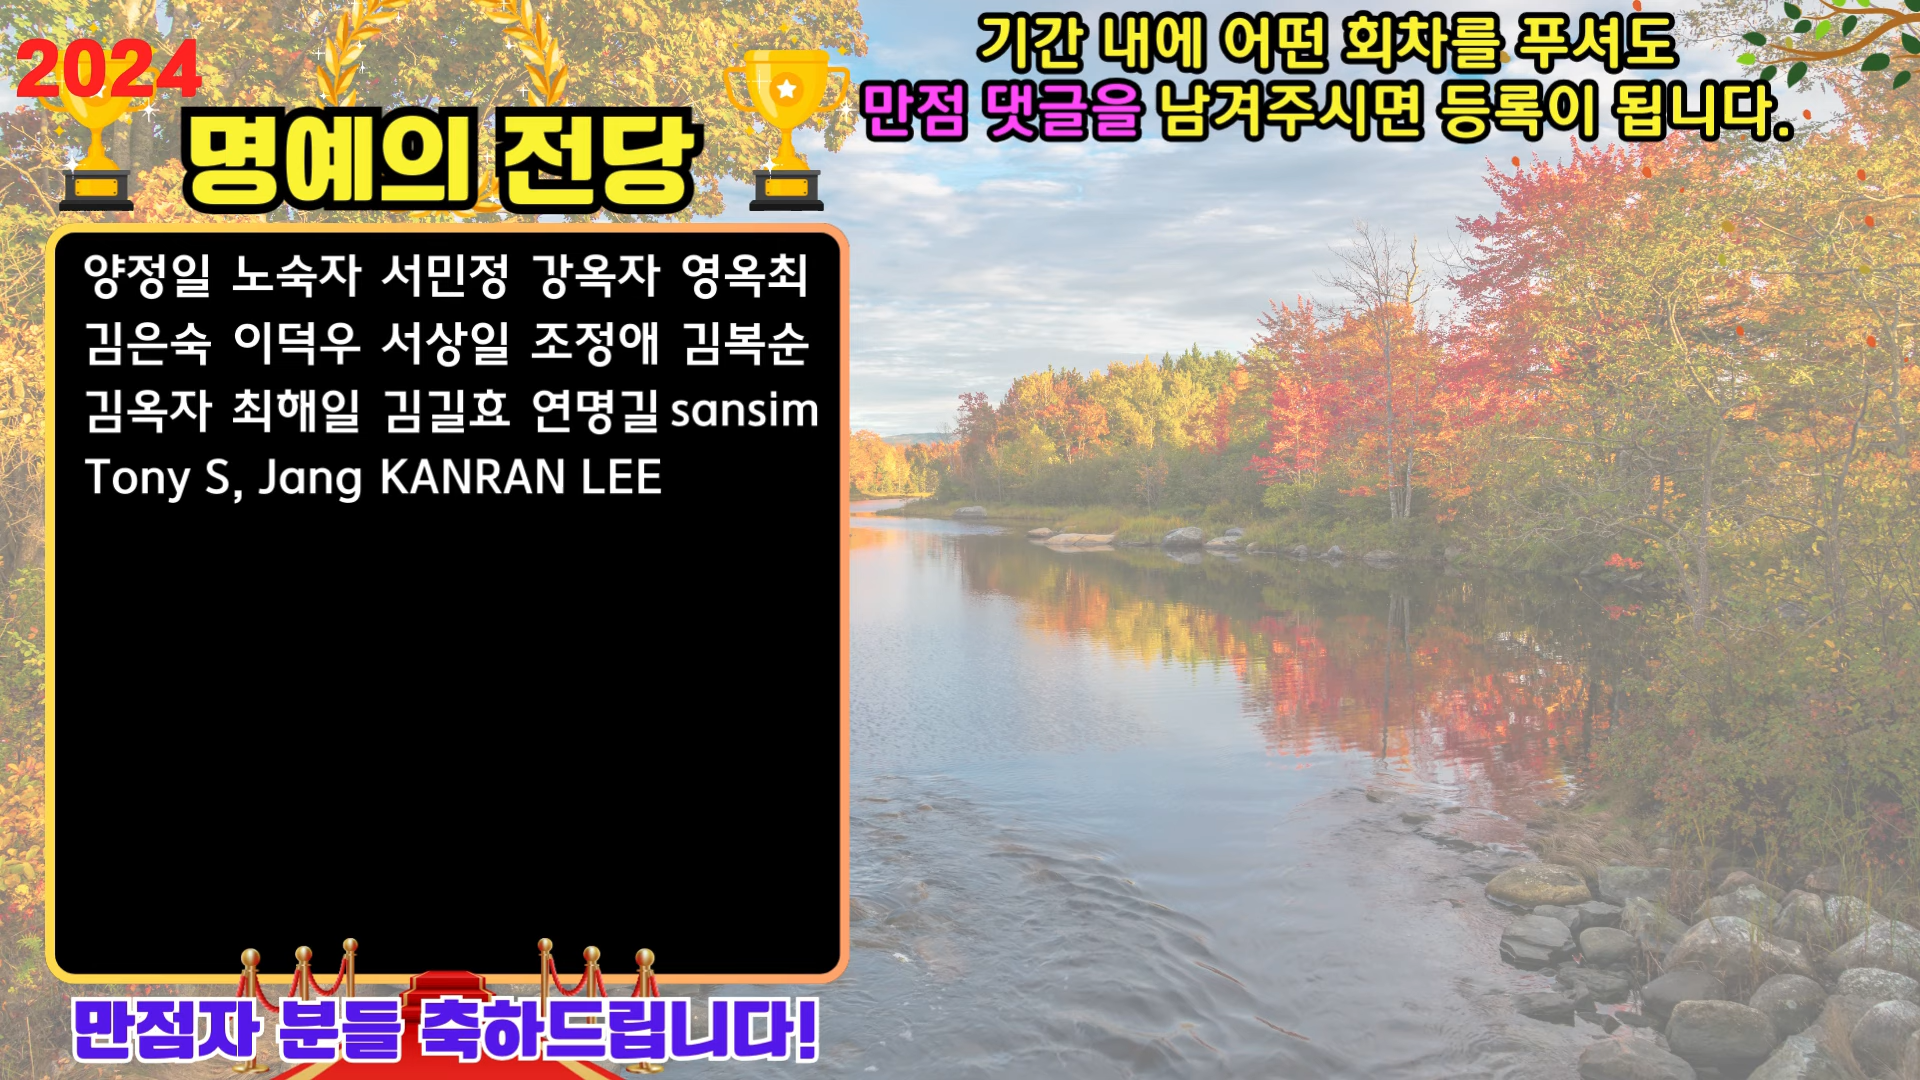 2024
명예의 전당
기간 내에 어떤 회차를 푸셔도
만점 댓글을 남겨주시면 등록이 됩니다.
양정일 노숙자 서민정 강옥자 영옥최
김은숙 이덕우 서상일 조정애 김복순
김옥자 최해일 김길효 연명길 sansim
Tony S, Jang KANRAN LEE
만점자 분들 축하드립니다!